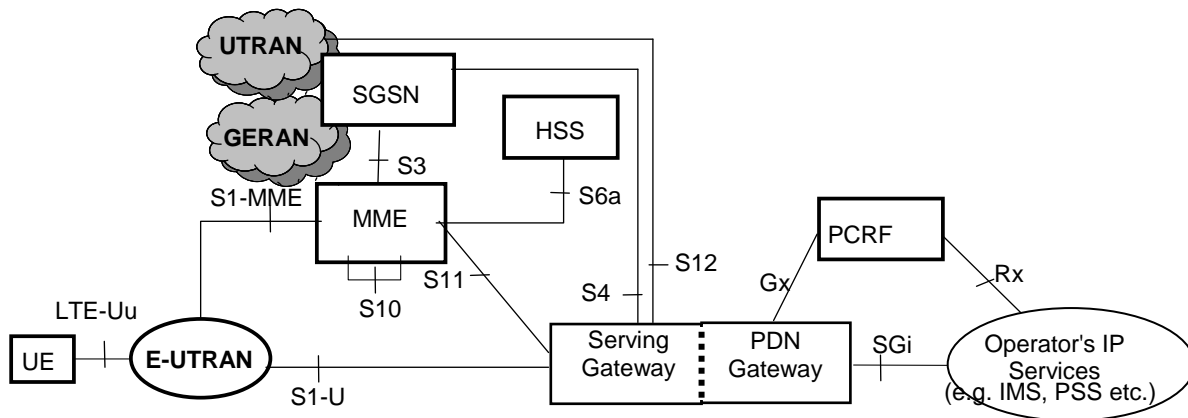 UTRAN
SGSN
GERAN
HSS
S3
S1-MME
S6a
MME
PCRF
S11
S12
S10
S4
Gx
Rx
LTE-Uu
UE
E-UTRAN
S1-U
Serving
Gateway
PDN
Gateway
SGi
Operator's IP
Services
(e.g. IMS, PSS etc.)